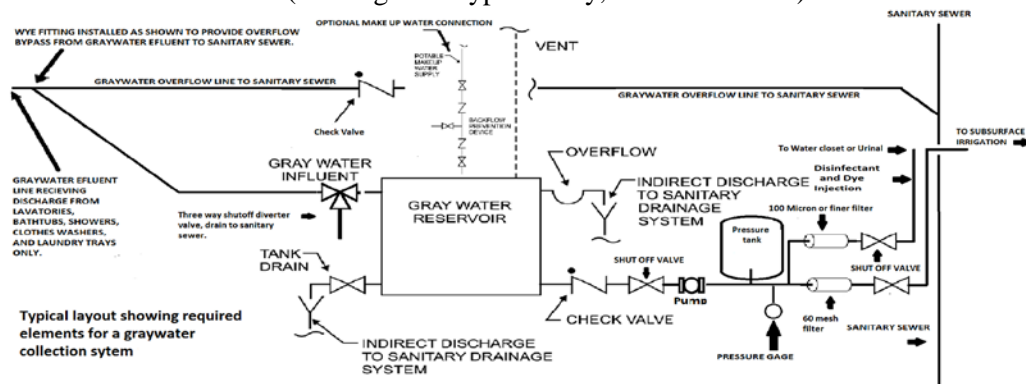 OPTIONAL MAKE UP WATER CONNECTION
SANITARY SEWER
WYE FITTING INSTALLED AS SHOWN TO PROVIDE OVERFLOW
BYPASS FROM GRAYWATER EFLUENT TO SANITARY SEWER.
POTABLE
MAKEUP
WATER
SUPPLY
VENT
GRAYWATER OVERFLOW LINE TO SANITARY SEWER
GRAYWATER OVERFLOW LINE TO SANITARY SEWER
Check Valve
BACKFLOW
PREVENTION
DEVICE
TO SUBSURFACE
IRRIGATION
To Water closet or Urinal
GRAY WATER
INFLUENT
OVERFLOW
Disinfectant
and Dye
Injection
GRAYWATER EFLUENT
LINE RECIEVING
DISCHARGE FROM
LAVATORIES,
BATHTUBS, SHOWERS,
CLOTHES WASHERS,
AND LAUNDRY TRAYS
ONLY.
Three way shutoff diverter
valve, drain to sanitary
sewer.
GRAY WATER
RESERVOIR
INDIRECT DISCHARGE
TO SANITARY
DRAINAGE
SYSTEM
100 Micron or finer filter
Pressure
tank
TANK
DRAIN
SHUT OFF VALVE
SHUT OFF VALVE
Pump
CHECK VALVE
60 mesh
filter
SANITARY SEWER
Typical layout showing required
elements for a graywater
collection sytem
INDIRECT DISCHARGE
TO SANITARY DRAINAGE
SYSTEM
PRESSURE GAGE